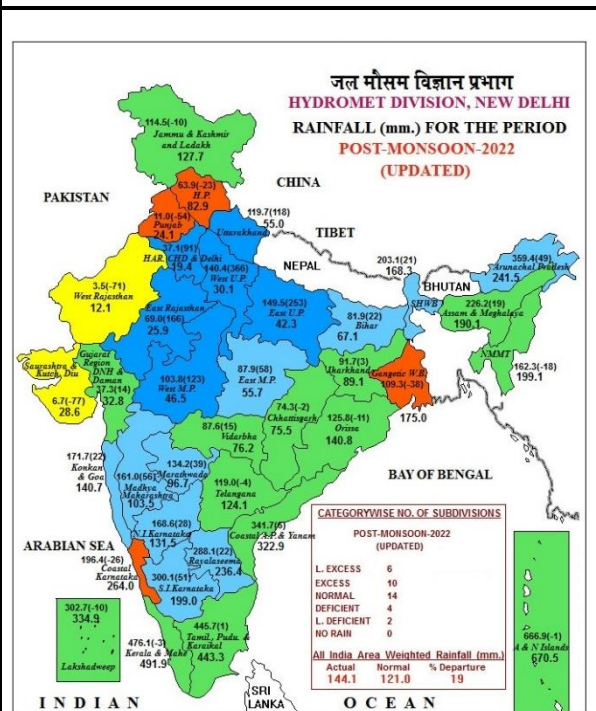 जल मौसम विज्ञान प्रभाग
HYDROMET DIVISION, NEW DELHI
RAINFALL (mm.) FOR THE PERIOD
POST-MONSOON-2022
(UPDATED)
114.5(-10)
Jammu & Kashmir
and Ladakh
127.7
CHINA
PAKISTAN
63.9(-23)
H.P.
82.9
11.0(-54)
Punjab
24.1
119.7(118)
Uttarakhand
55.0
TIBET
37.1(91)
HAR. CHD & Delhi
19.4
140.4(366)
West U.P.
30.1
NEPAL
203.1(21)
168.3
SHWB
BHUTAN
359.4(49)
Arunachal Pradesh
241.5
3.5(-71)
West Rajasthan
12.1
East Rajasthan
69.0(166)
25.9
149.5(253)
East U.P.
42.3
81.9(22)
Bihar
67.1
226.2(19)
Assam & Meghalaya
190.1
NMMT
162.3(-18)
199.1
Saurashtra &
Kutch, Diu
6.7(-77)
28.6
Gujarat
Region
DNH &
Daman
37.3(14)
32.8
103.8(123)
West M.P.
46.5
87.9(58)
East M.P.
55.7
91.7(3)
Jharkhand
89.1
Gangetic W.B.
109.3(-38)
175.0
74.3(-2)
Chhattisgarh
75.5
125.8(-11)
Orissa
140.8
87.6(15)
Vidarbha
76.2
171.7(22)
Konkan
& Goa
140.7
161.0(56)
Madhya
Maharashtra
103.5
134.2(39)
Marathwada
96.7
119.0(-4)
Telangana
124.1
BAY OF BENGAL
ARABIAN SEA
168.6(28)
N.I.Karnataka
131.5
341.7(6)
Coastal A.P.& Yanam
322.9
196.4(-26)
Coastal
Karnataka
264.0
288.1(22)
Rayalaseema
236.4
300.1(51)
S.I.Karnataka
199.0
302.7(-10)
334.9
Lakshadweep
476.1(-3)
Kerala & Mahe
491.9
445.7(1)
Tamil, Pudu. &
Karaikal
443.3
CATEGORYWISE NO. OF SUBDIVISIONS
POST-MONSOON-2022
(UPDATED)
L. EXCESS 6
EXCESS 10
NORMAL 14
DEFICIENT 4
L. DEFICIENT 2
NO RAIN 0
All India Area Weighted Rainfall (mm.)
Actual Normal % Departure
144.1 121.0 19
666.9(-1)
A & N Islands
670.5
SRI
LANKA
INDIAN OCEAN